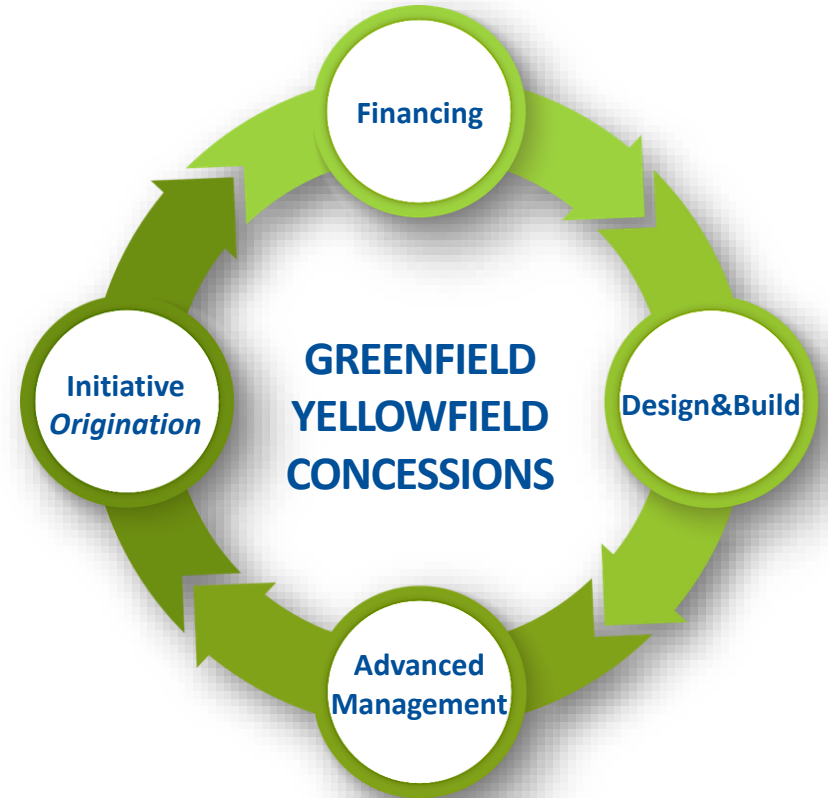 Financing
Initiative
Origination
GREENFIELD
YELLOWFIELD
CONCESSIONS
Design&Build
Advanced
Management